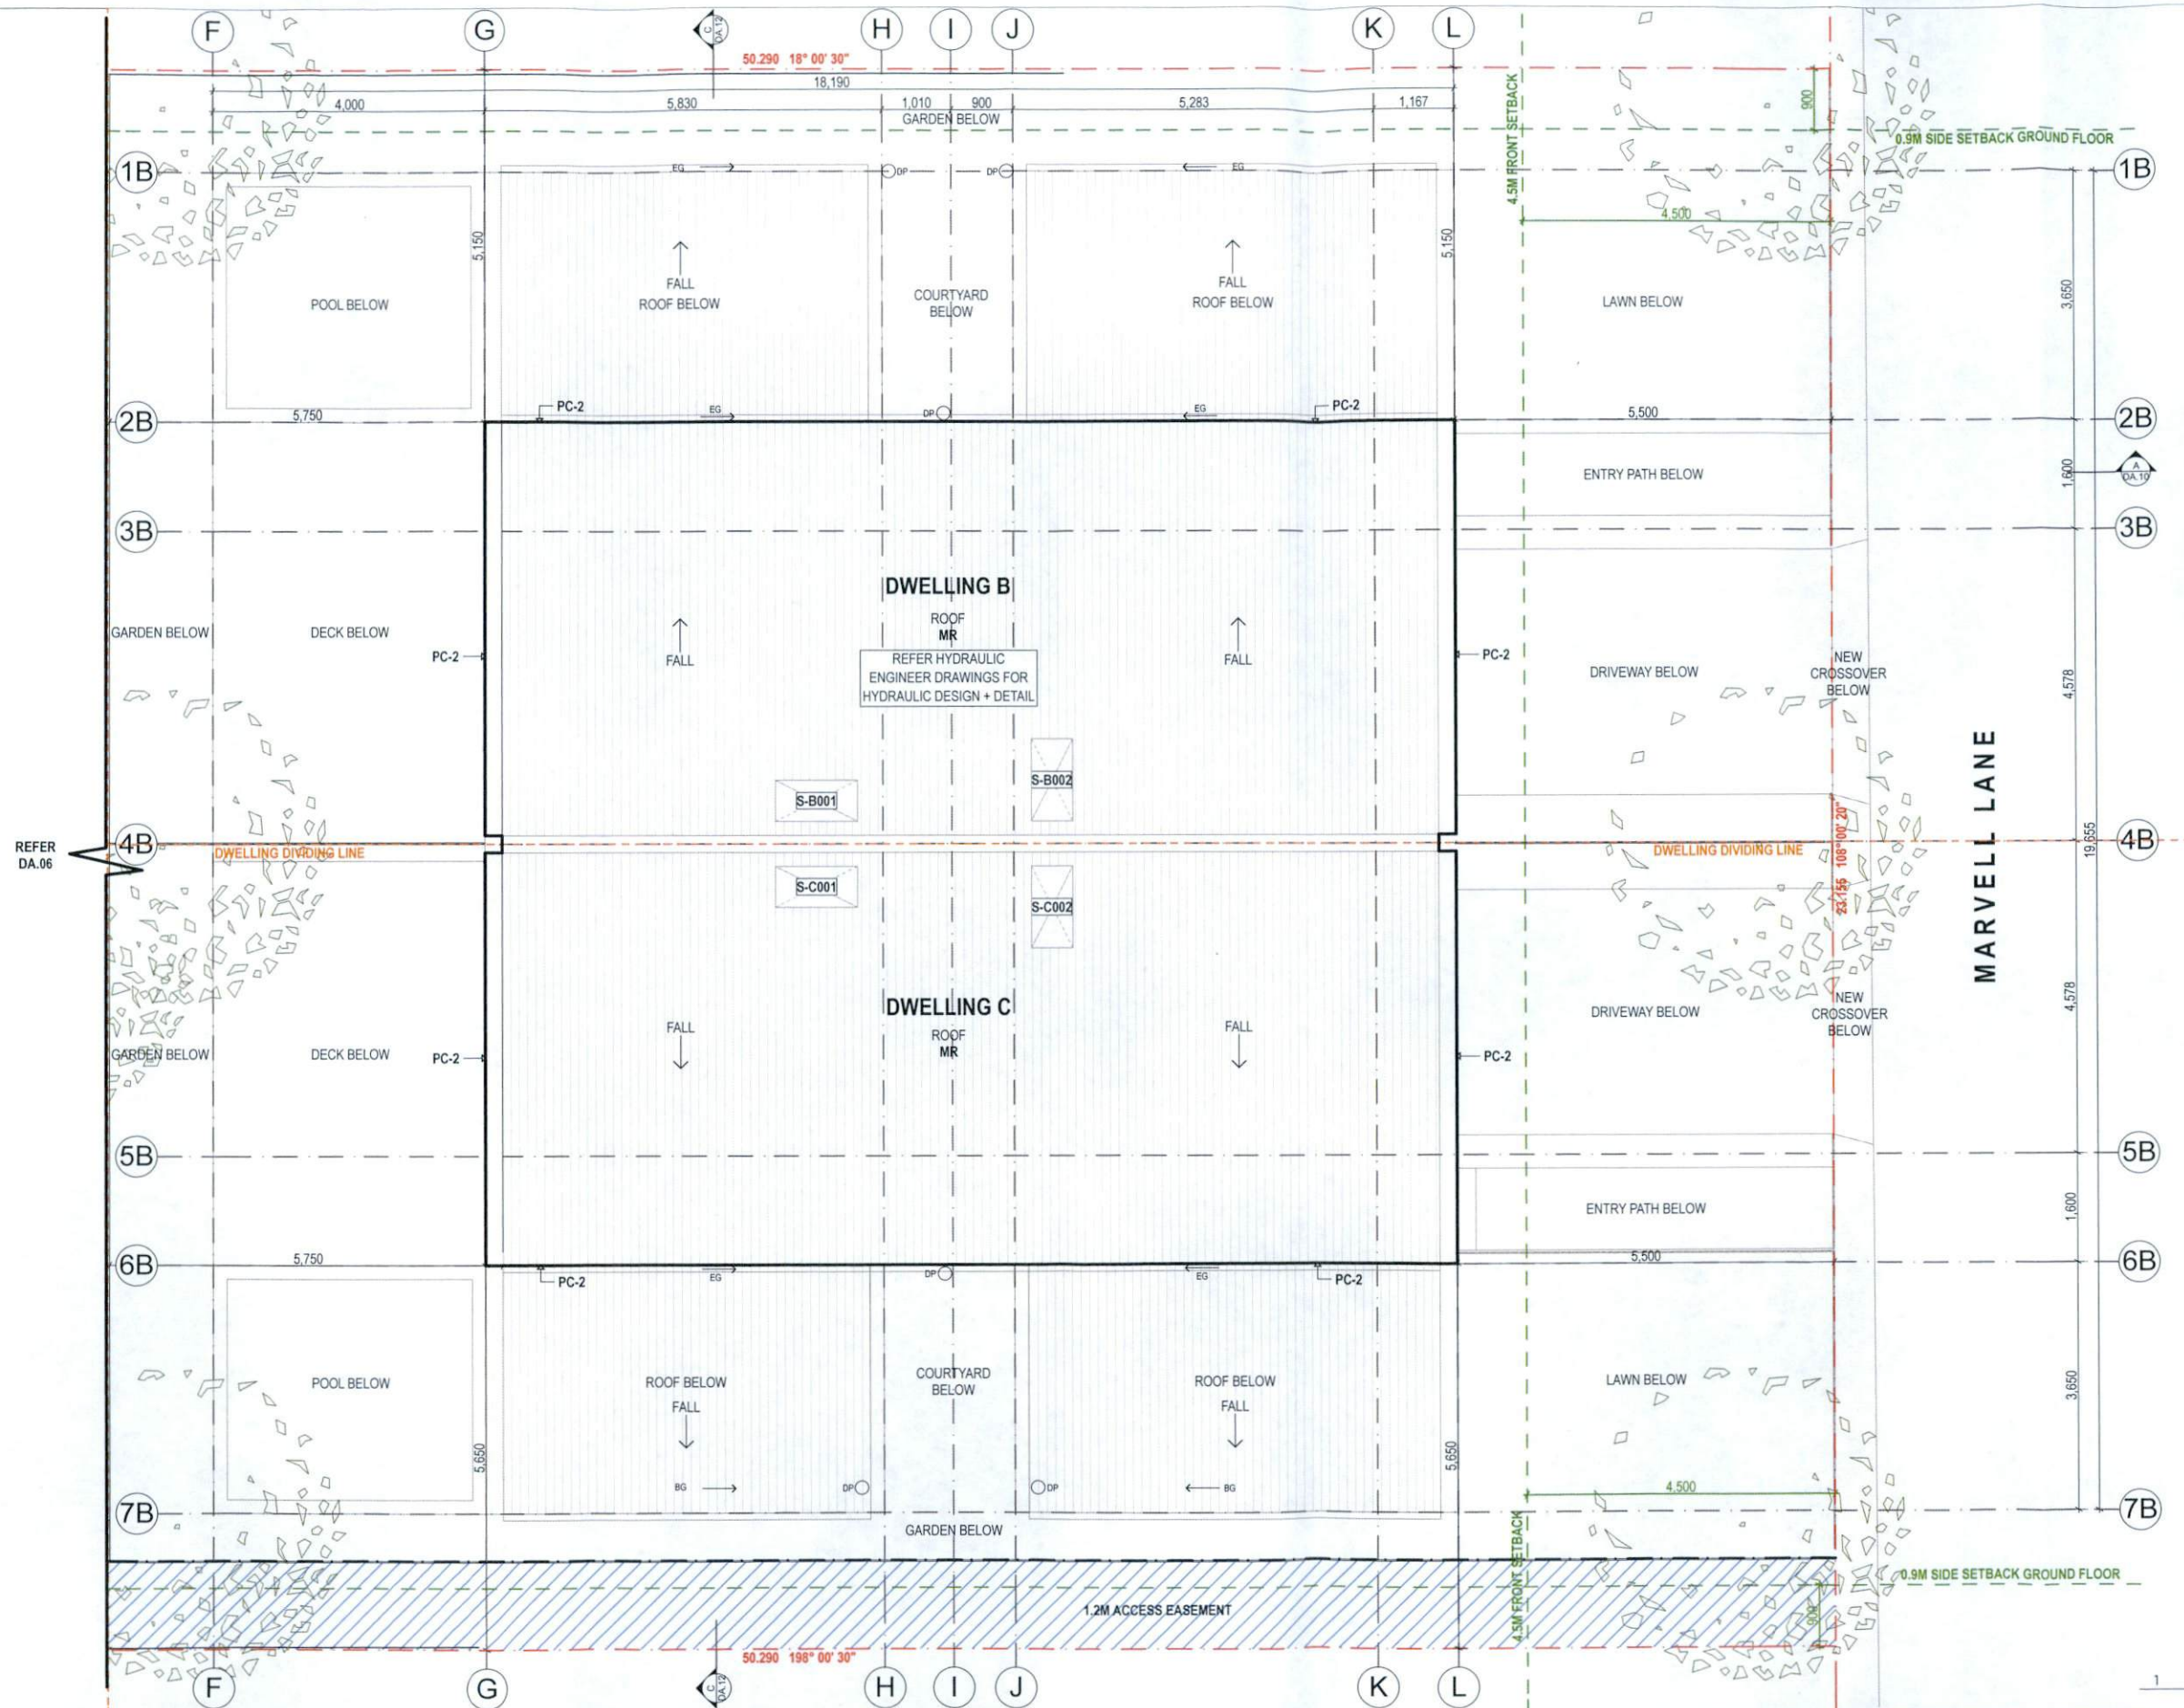 F
G
C
DA.12
H
I
J
K
L
50.290 18° 00' 30"
18,190
4,000
5,830
1,010
900
5,283
1,167
GARDEN BELOW
4.5M FRONT SETBACK
900
0.9M SIDE SETBACK GROUND FLOOR
1B
EG
DP
DP
EG
1B
4,500
5,150
5,150
3,650
POOL BELOW
FALL
ROOF BELOW
COURTYARD
BELOW
FALL
ROOF BELOW
LAWN BELOW
2B
5,750
PC-2
EG
DP
EG
PC-2
5,500
2B
ENTRY PATH BELOW
1,600
A
DA.10
3B
3B
DWELLING B
ROOF
MR
REFER HYDRAULIC
ENGINEER DRAWINGS FOR
HYDRAULIC DESIGN + DETAIL
GARDEN BELOW
DECK BELOW
PC-2
FALL
FALL
PC-2
DRIVEWAY BELOW
NEW
CROSSOVER
BELOW
4,578
MARVELL LANE
S-B001
S-B002
REFER
DA.06
4B
DWELLING DIVIDING LINE
DWELLING DIVIDING LINE
23.155 108° 00' 20"
19,655
4B
S-C001
S-C002
DWELLING C
ROOF
MR
FALL
FALL
GARDEN BELOW
DECK BELOW
PC-2
PC-2
DRIVEWAY BELOW
NEW
CROSSOVER
BELOW
4,578
5B
5B
ENTRY PATH BELOW
1,600
6B
5,750
PC-2
EG
DP
EG
PC-2
5,500
6B
POOL BELOW
ROOF BELOW
FALL
COURTYARD
BELOW
ROOF BELOW
FALL
LAWN BELOW
3,650
5,650
5,650
BG
DP
DP
BG
4,500
7B
GARDEN BELOW
7B
4.5M FRONT SETBACK
0.9M SIDE SETBACK GROUND FLOOR
1.2M ACCESS EASEMENT
900
50.290 198° 00' 30"
F
G
C
DA.12
H
I
J
K
L
1